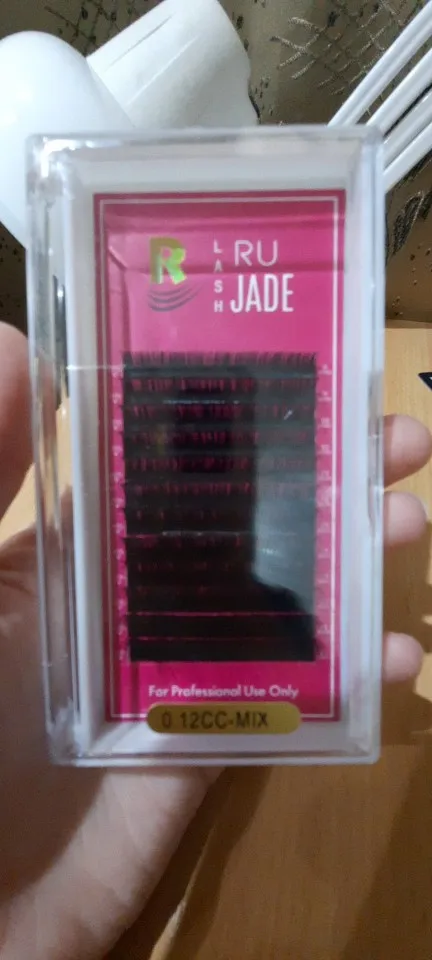 R
LASH
RU
JADE
For Professional Use Only
0.12CC-MIX